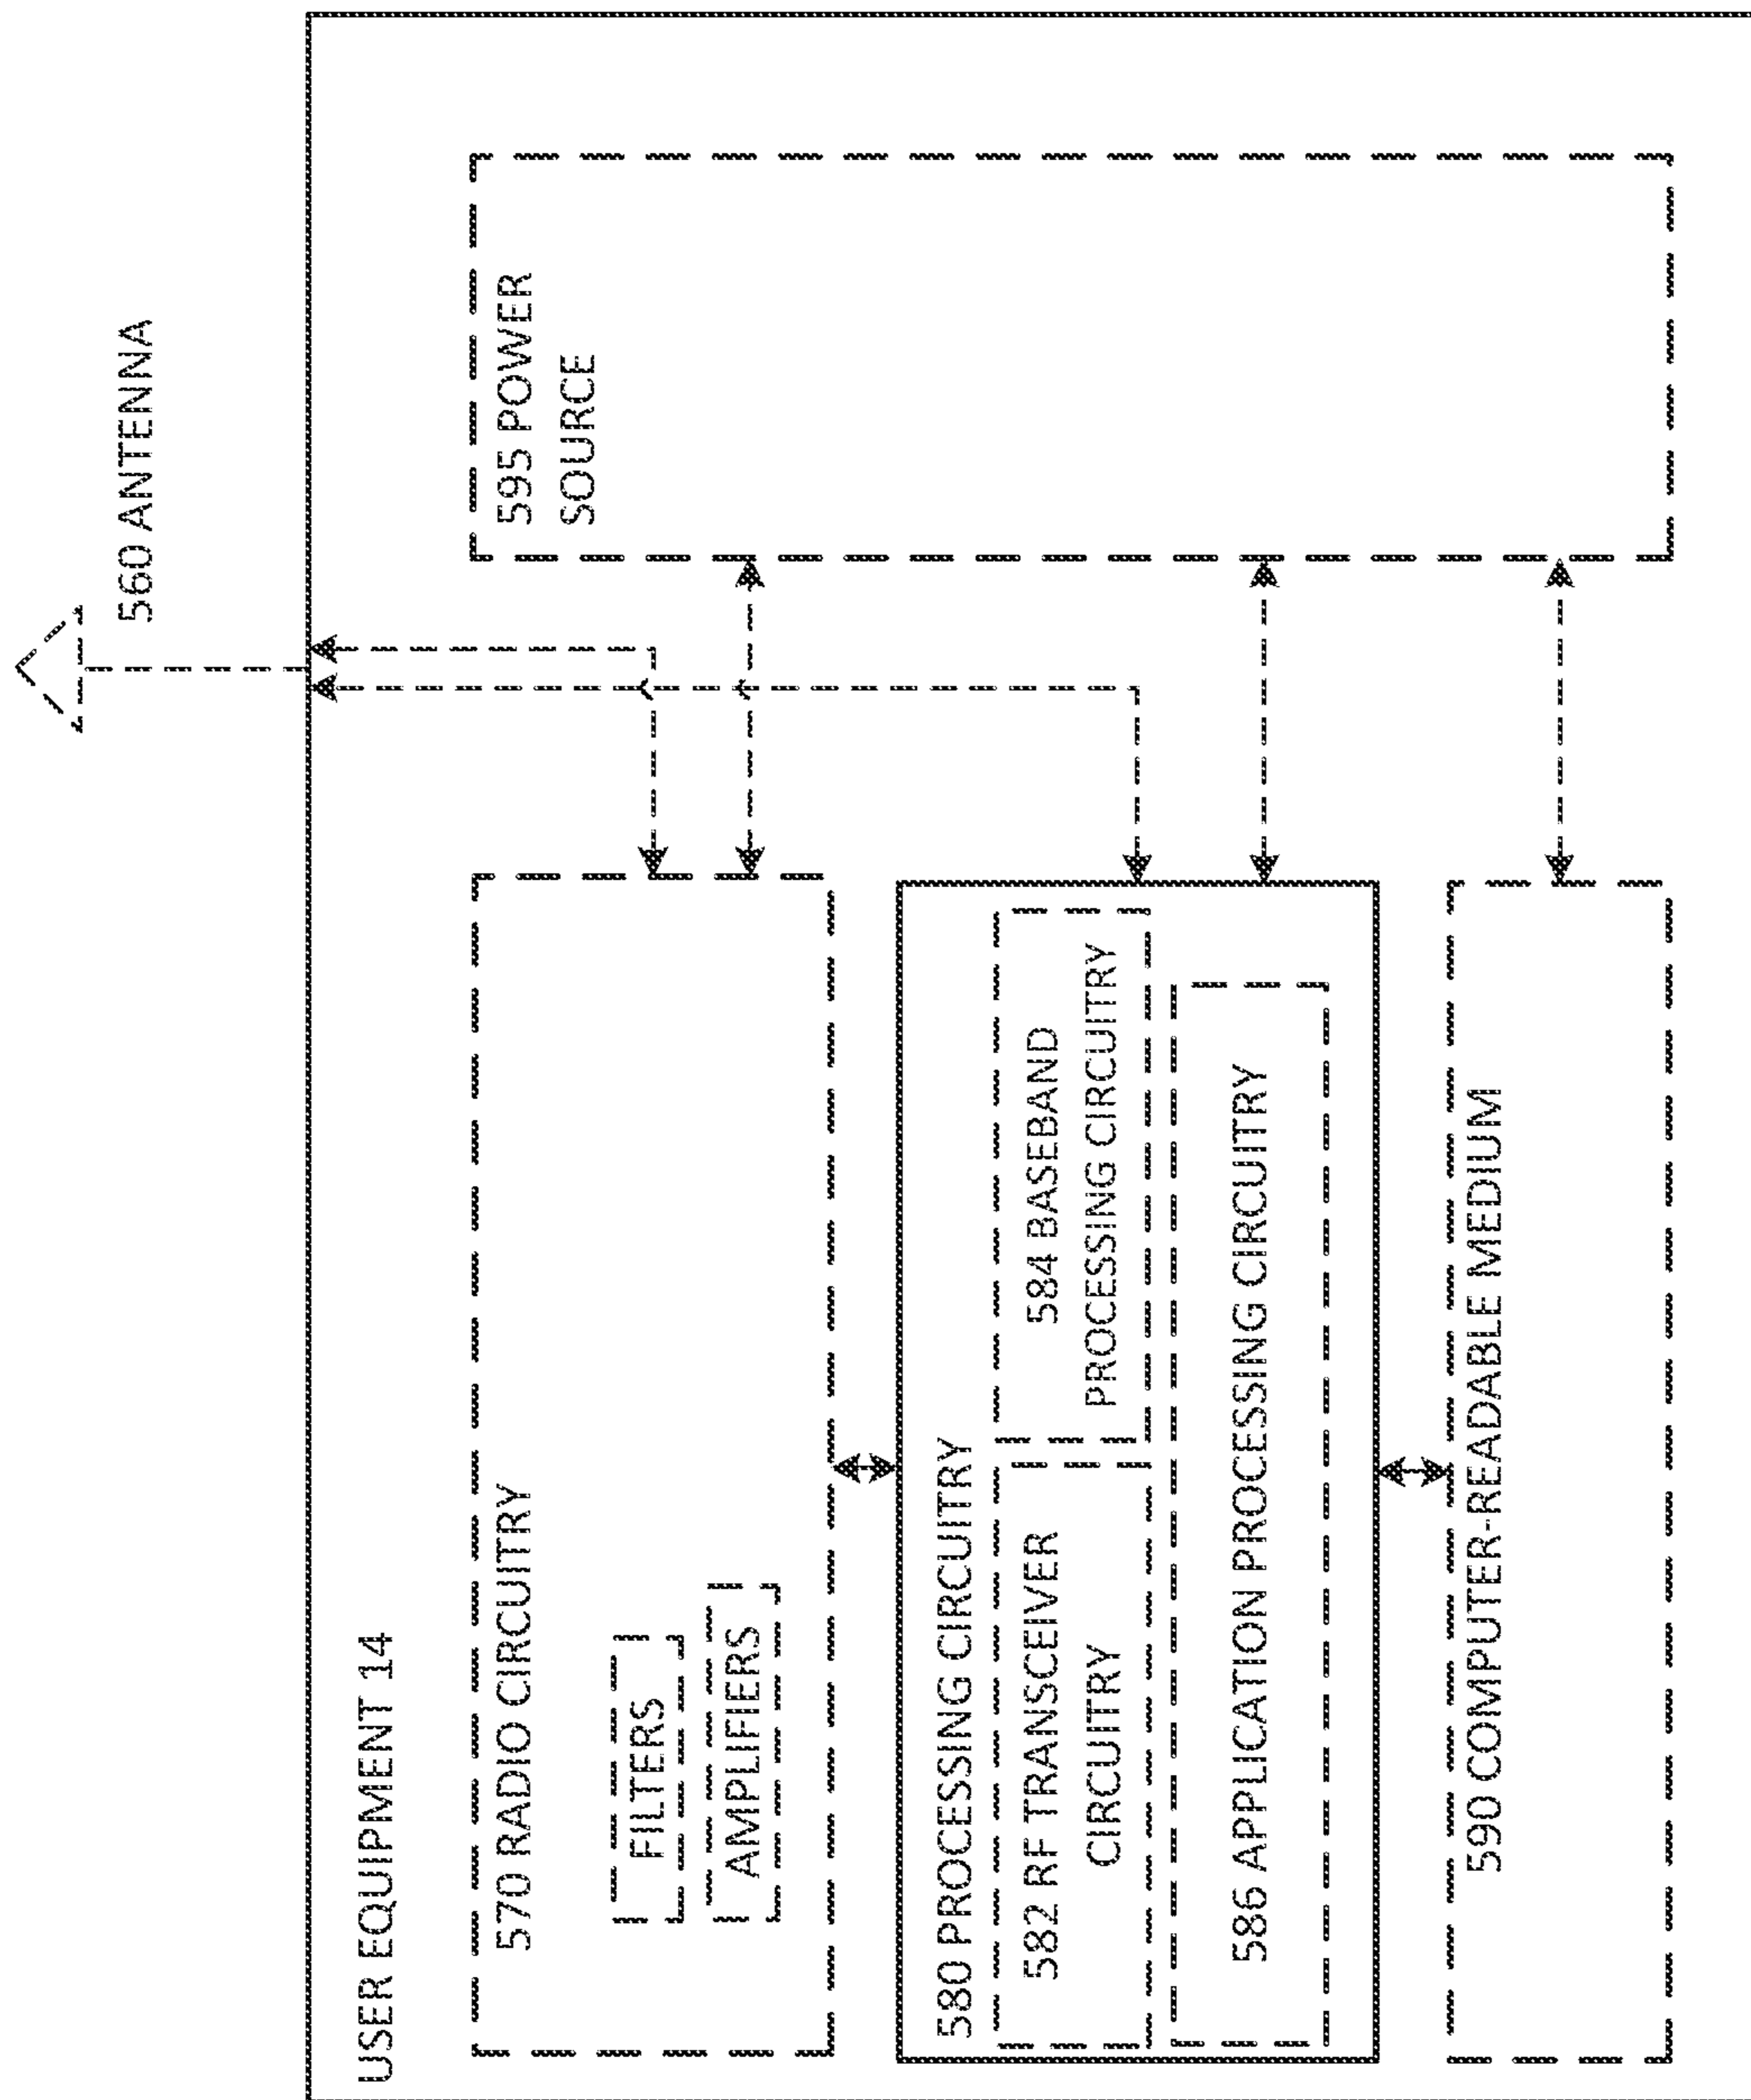 560 ANTENNA
USER EQUIPMENT 14
570 RADIO CIRCUITRY
FILTERS
AMPLIFIERS
595 POWER
SOURCE
580 PROCESSING CIRCUITRY
582 RF TRANSCEIVER
CIRCUITRY
584 BASEBAND
PROCESSING CIRCUITRY
586 APPLICATION PROCESSING CIRCUITRY
590 COMPUTER-READABLE MEDIUM